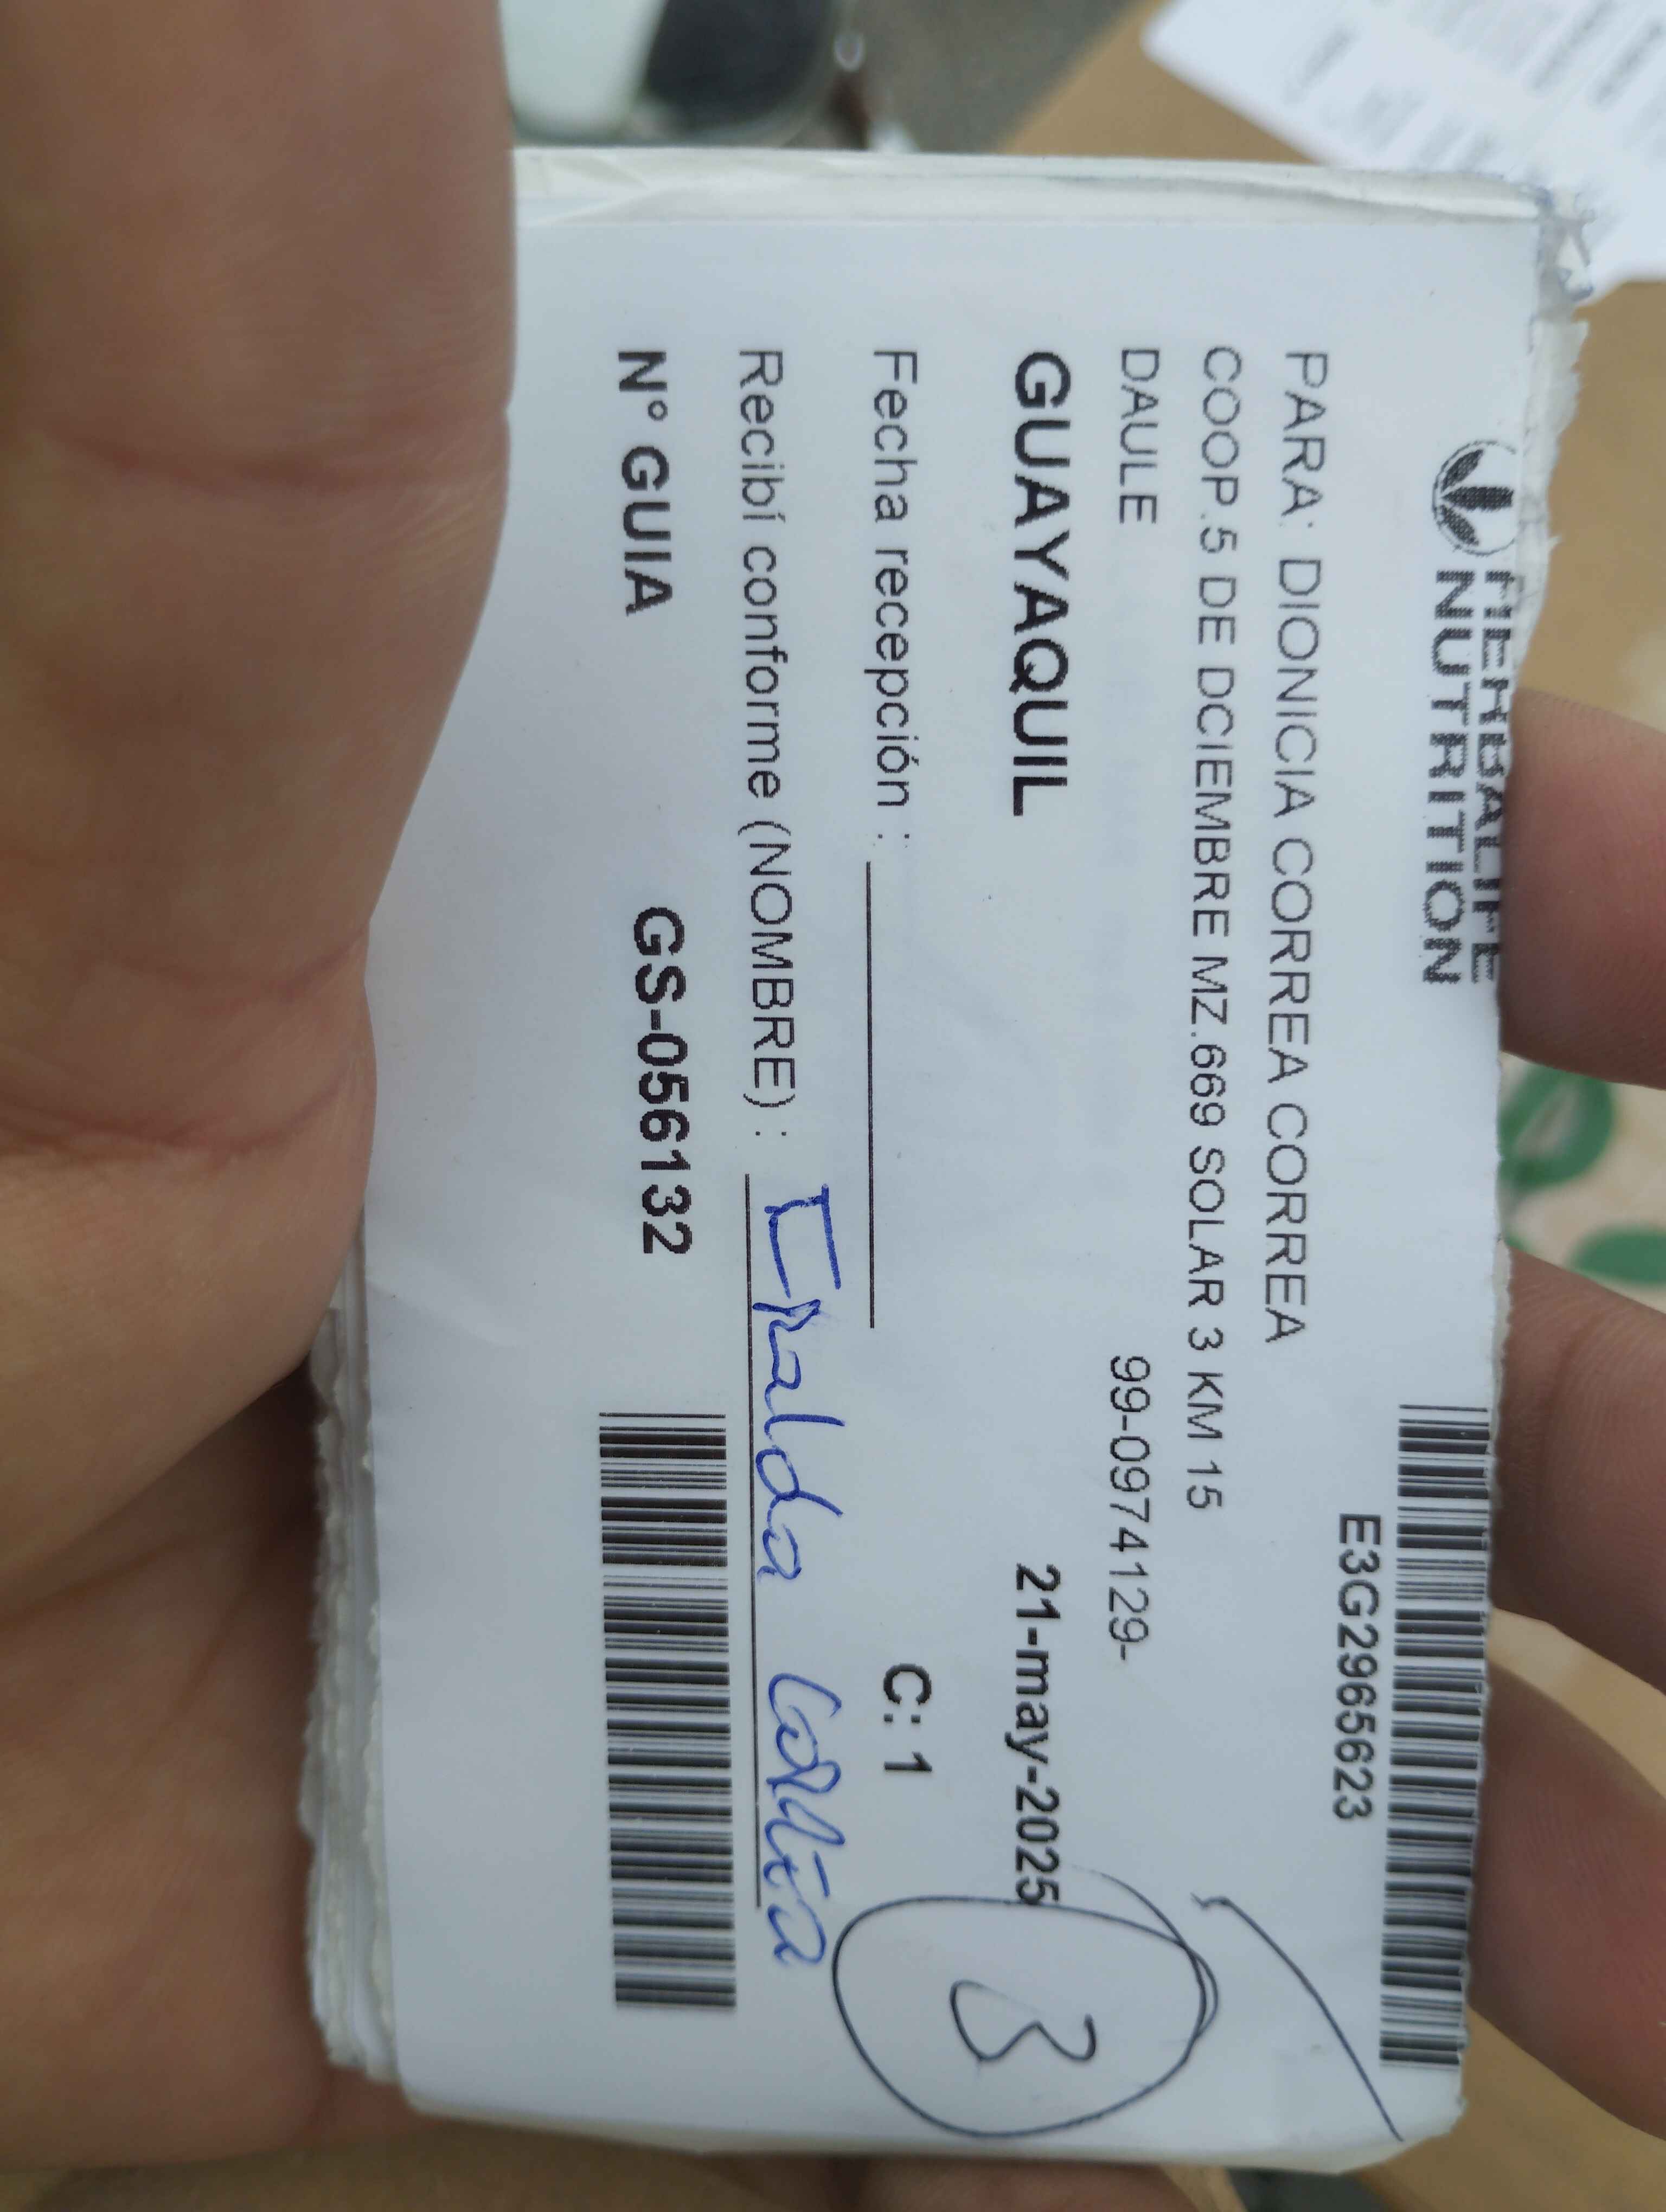 HERBALIFE
NUTRITION
E3G2965623
PARA: DIONICIA CORREA CORREA
COOP.5 DE DCIEMBRE MZ.669 SOLAR 3 KM 15
DAULE 99-0974129-
GUAYAQUIL 21-may-2025
3
Fecha recepción : C: 1
Recibí conforme (NOMBRE) :
N° GUIA GS-056132